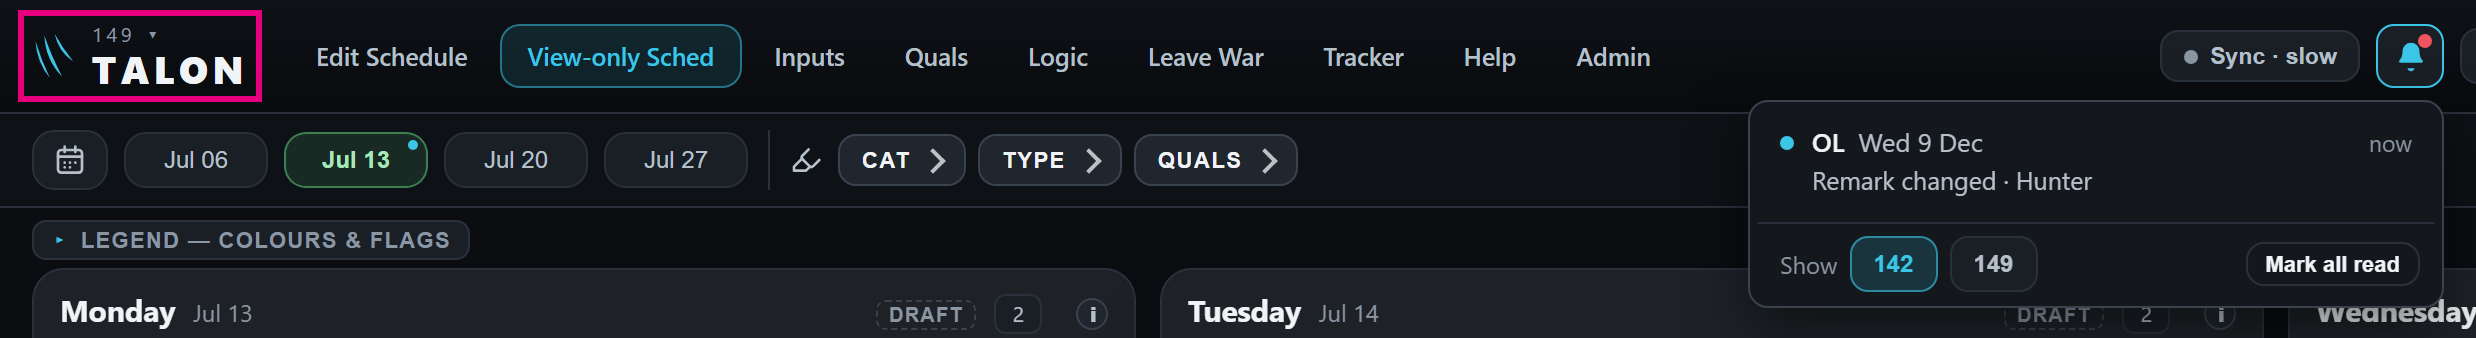 149 ▾
TALON
Edit Schedule
View-only Sched
Inputs
Quals
Logic
Leave War
Tracker
Help
Admin
Sync · slow
Jul 06
Jul 13
Jul 20
Jul 27
CAT
TYPE
QUALS
OL Wed 9 Dec
now
Remark changed · Hunter
Show
142
149
Mark all read
LEGEND — COLOURS & FLAGS
Monday Jul 13
DRAFT
2
i
Tuesday Jul 14
DRAFT
2
i
Wednesday